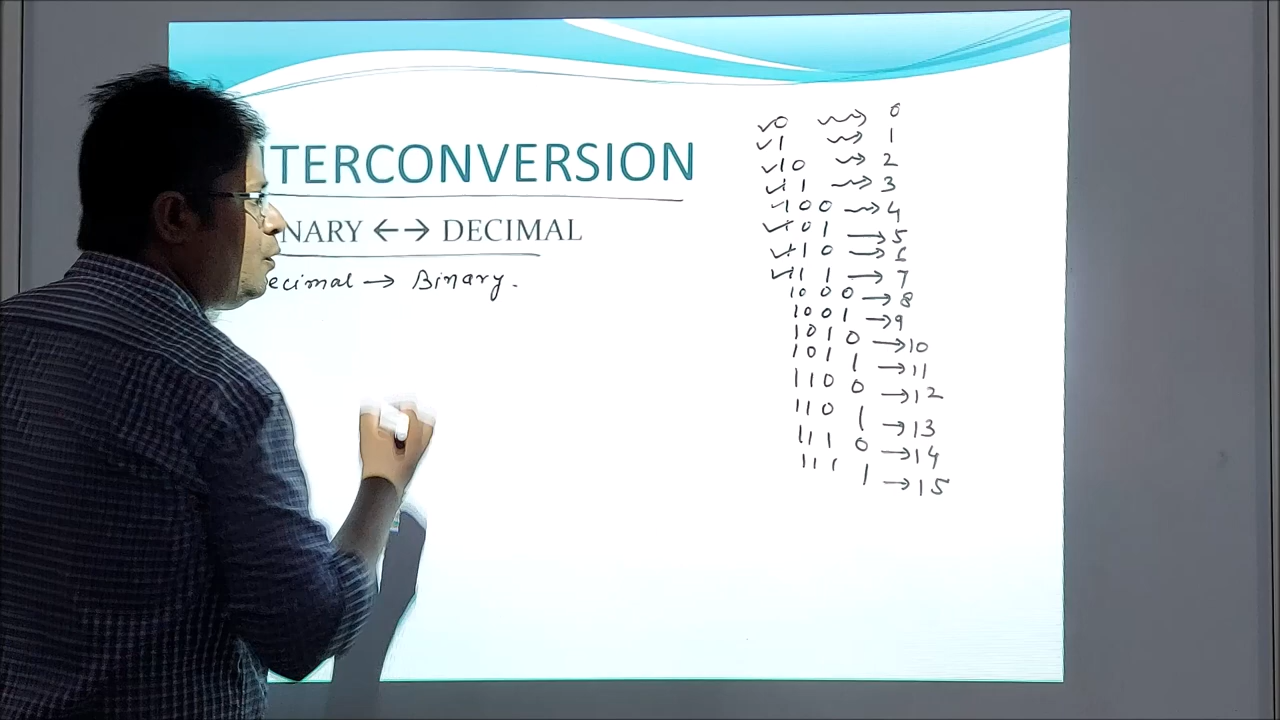 NTERCONVERSION
NARY ←→ DECIMAL
ecimal → Binary.
0 → 0
1 → 1
10 → 2
11 → 3
100 → 4
101 → 5
110 → 6
111 → 7
1000 → 8
1001 → 9
1010 → 10
1011 → 11
1100 → 12
1101 → 13
1110 → 14
1111 → 15